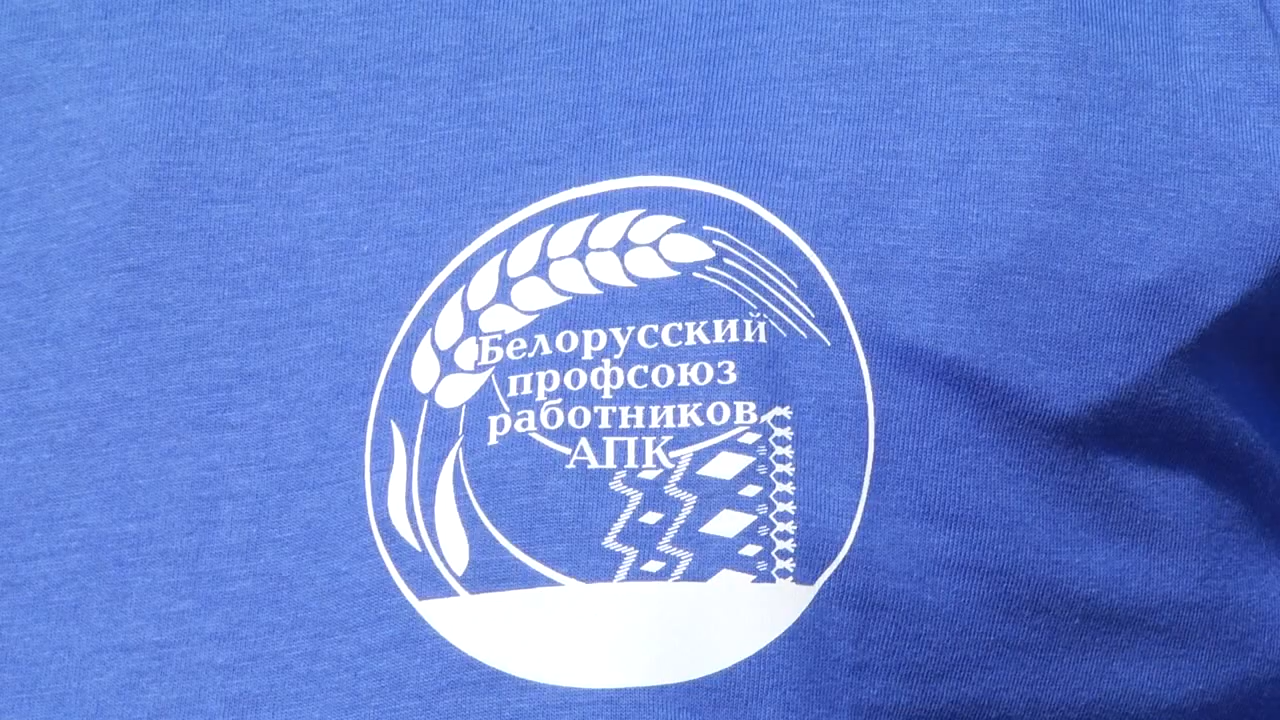 Белорусский
профсоюз
работников
АПК